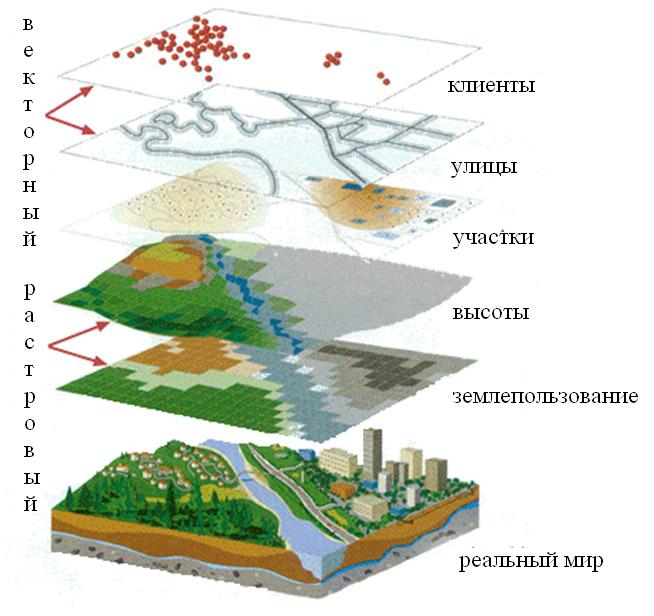 векторный
растровый
клиенты
улицы
участки
высоты
землепользование
реальный мир